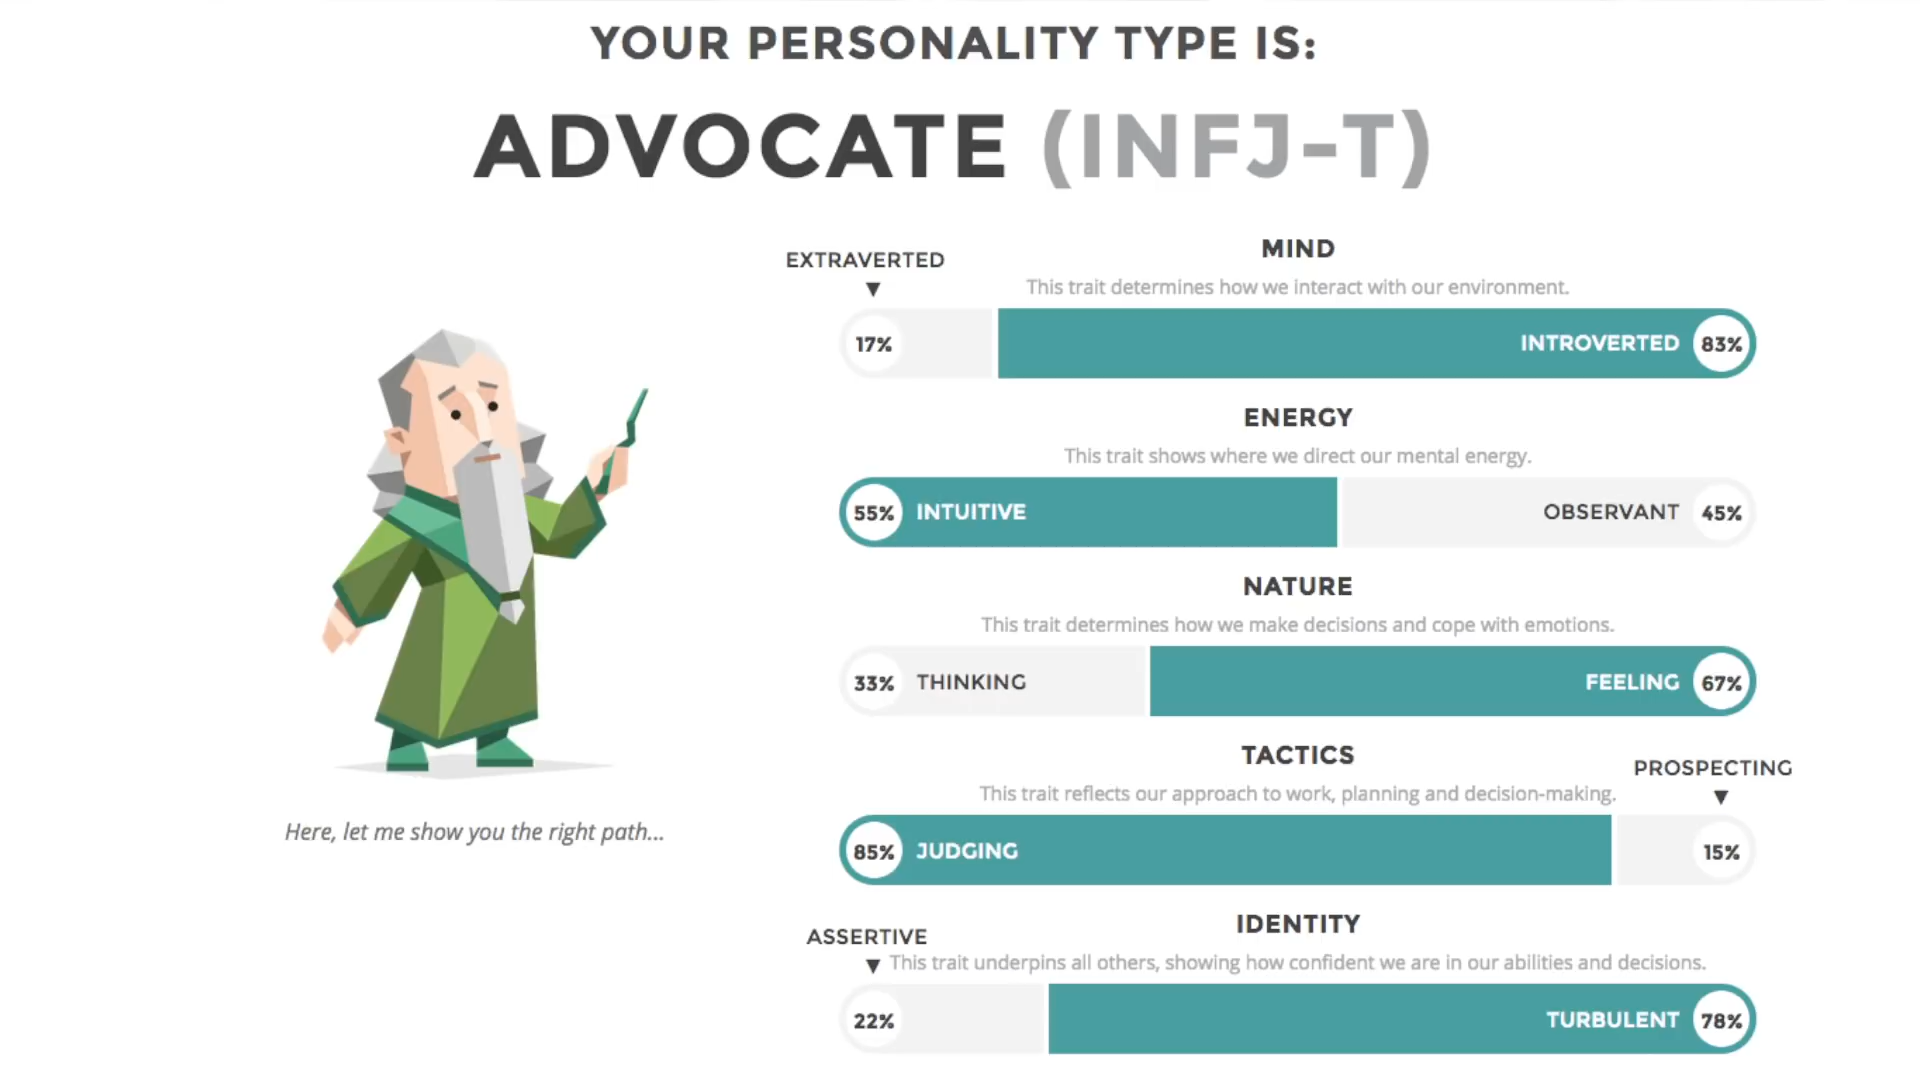 YOUR PERSONALITY TYPE IS:
ADVOCATE (INFJ-T)
MIND
EXTRAVERTED
This trait determines how we interact with our environment.
17%
INTROVERTED 83%
ENERGY
This trait shows where we direct our mental energy.
55% INTUITIVE
OBSERVANT 45%
NATURE
This trait determines how we make decisions and cope with emotions.
33% THINKING
FEELING 67%
TACTICS
PROSPECTING
This trait reflects our approach to work, planning and decision-making.
85% JUDGING
15%
Here, let me show you the right path...
IDENTITY
ASSERTIVE
This trait underpins all others, showing how confident we are in our abilities and decisions.
22%
TURBULENT 78%